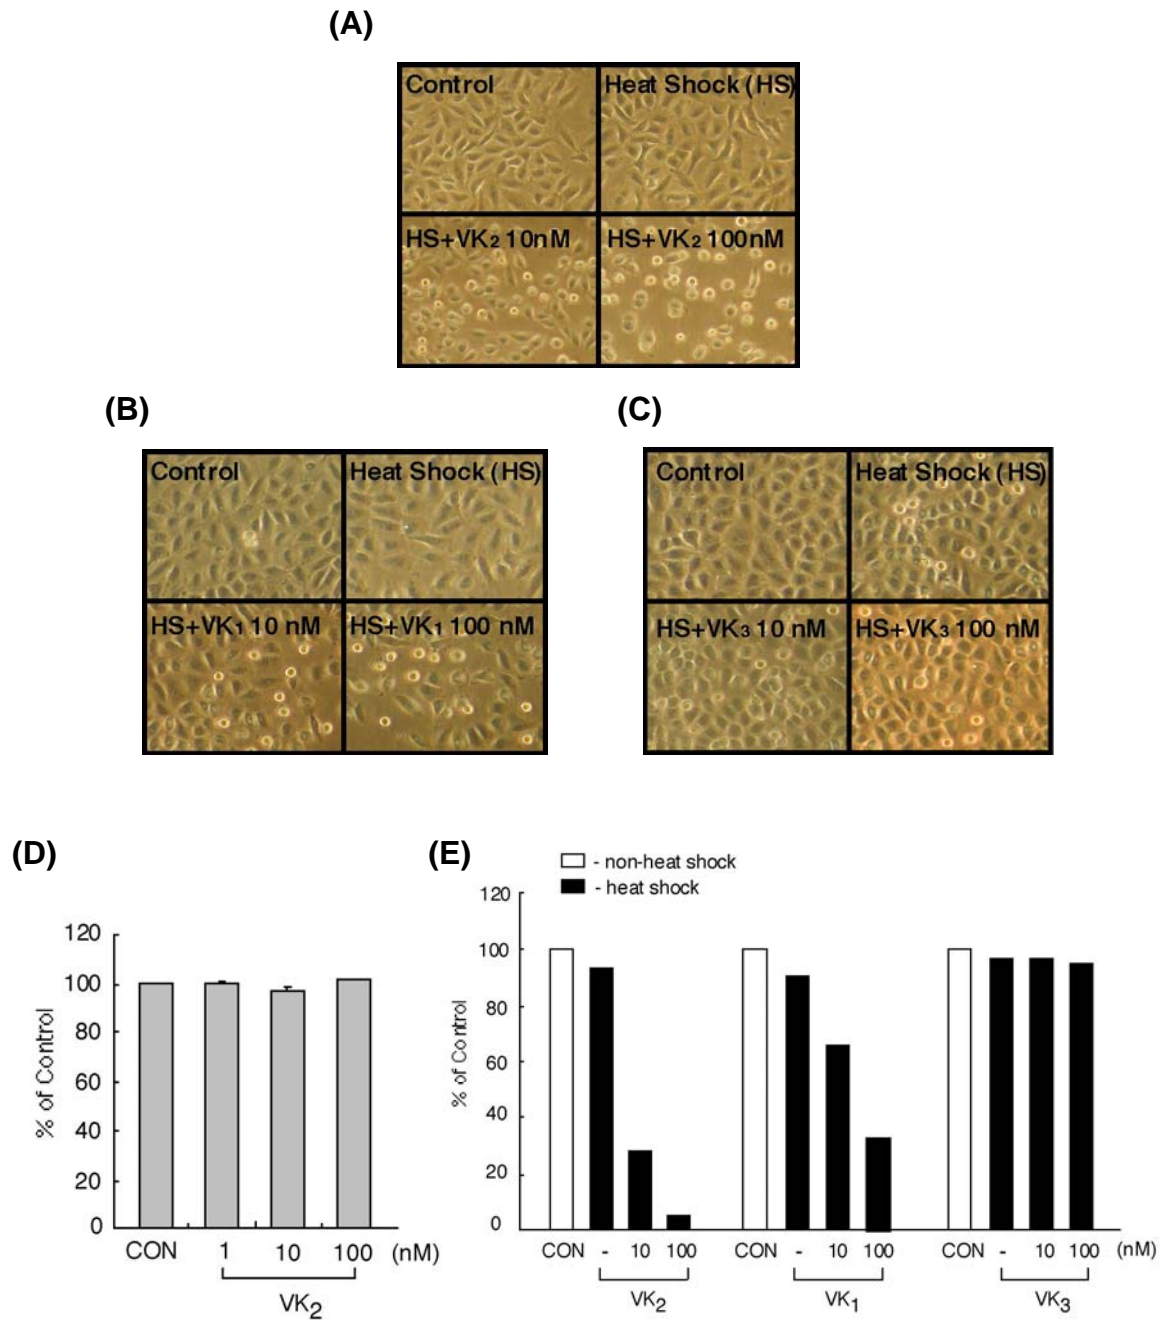 (A)
Control
Heat Shock (HS)
HS+VK₂ 10nM
HS+VK₂ 100nM
(B)
Control
Heat Shock (HS)
HS+VK₁ 10 nM
HS+VK₁ 100 nM
(C)
Control
Heat Shock (HS)
HS+VK₃ 10 nM
HS+VK₃ 100 nM
(D)
% of Control
120
100
80
60
40
20
0
CON 1 10 100 (nM)
VK₂
(E)
- non-heat shock
- heat shock
% of Control
120
100
80
60
40
20
0
CON - 10 100 CON - 10 100 CON - 10 100 (nM)
VK₂ VK₁ VK₃